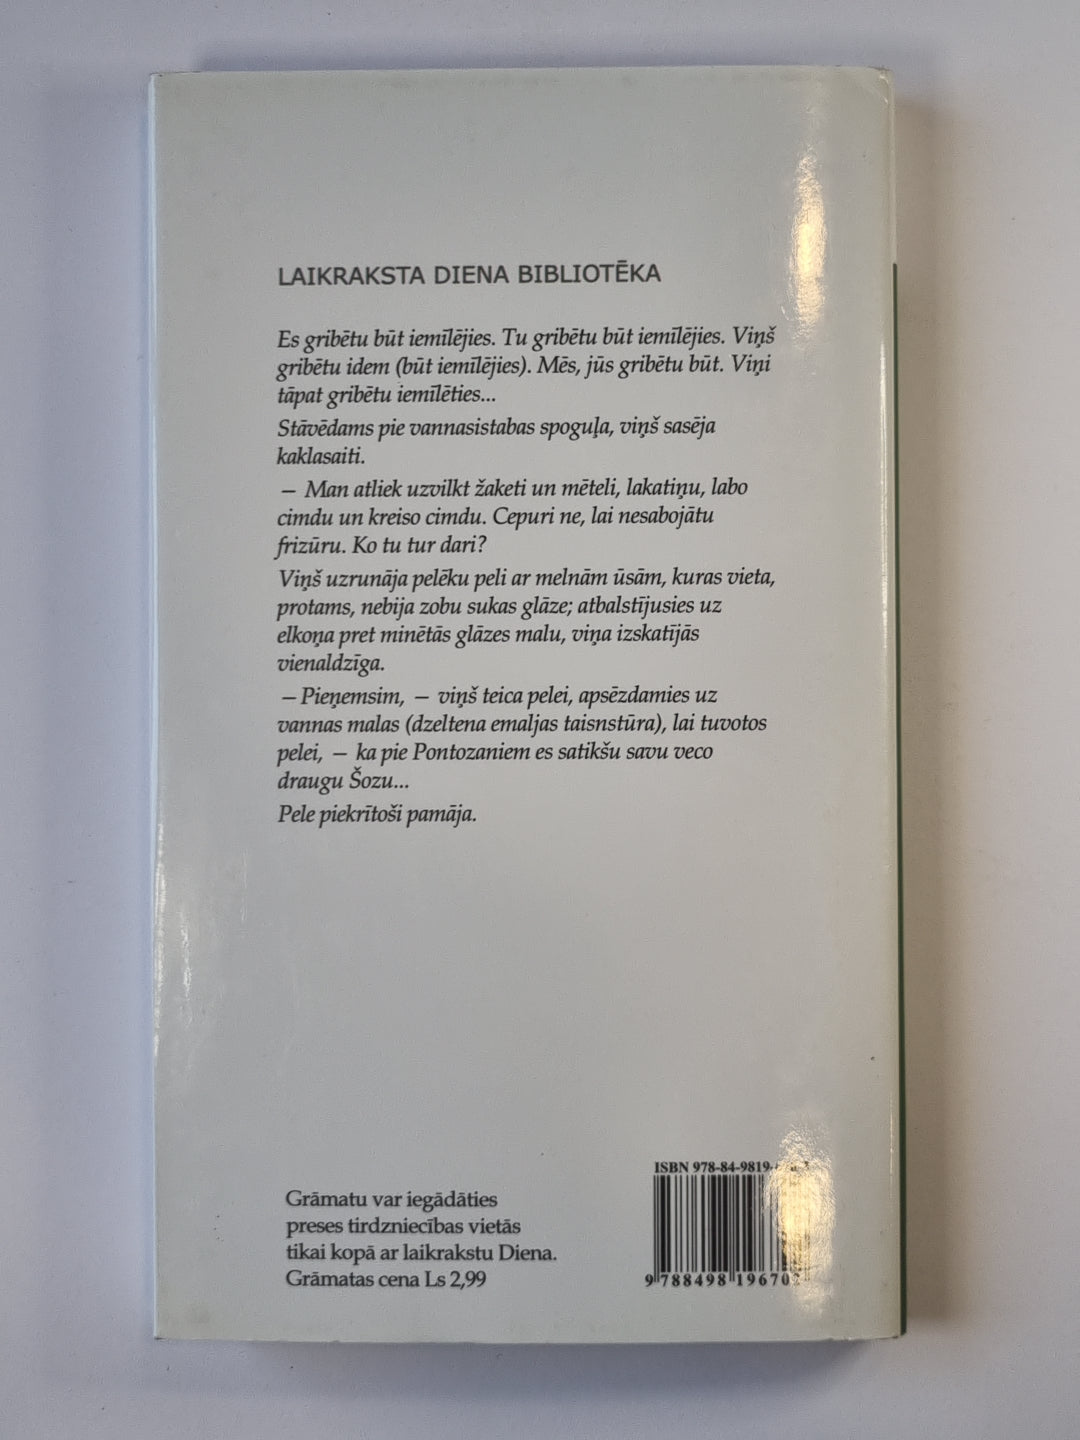 LAIKRAKSTA DIENA BIBLIOTĒKA
Es gribētu būt iemīlējies. Tu gribētu būt iemīlējies. Viņš
gribētu idem (būt iemīlējies). Mēs, jūs gribētu būt. Viņi
tāpat gribētu iemīlēties...
Stāvēdams pie vannasistabas spoguļa, viņš sasēja
kaklasaiti.
— Man atliek uzvilkt žaketi un mēteli, lakatiņu, labo
cimdu un kreiso cimdu. Cepuri ne, lai nesabojātu
frizūru. Ko tu tur dari?
Viņš uzrunāja pelēku peli ar melnām ūsām, kuras vieta,
protams, nebija zobu sukas glāze; atbalstījusies uz
elkoņa pret minētās glāzes malu, viņa izskatījās
vienaldzīga.
— Pieņemsim, — viņš teica pelei, apsēzdamies uz
vannas malas (dzeltena emaljas taisnstūra), lai tuvotos
pelei, — ka pie Pontozaniem es satikšu savu veco
draugu Šozu...
Pele piekrītoši pamāja.
Grāmatu var iegādāties
preses tirdzniecības vietās
tikai kopā ar laikrakstu Diena.
Grāmatas cena Ls 2,99
ISBN 978-84-9819-
9 788498 19670